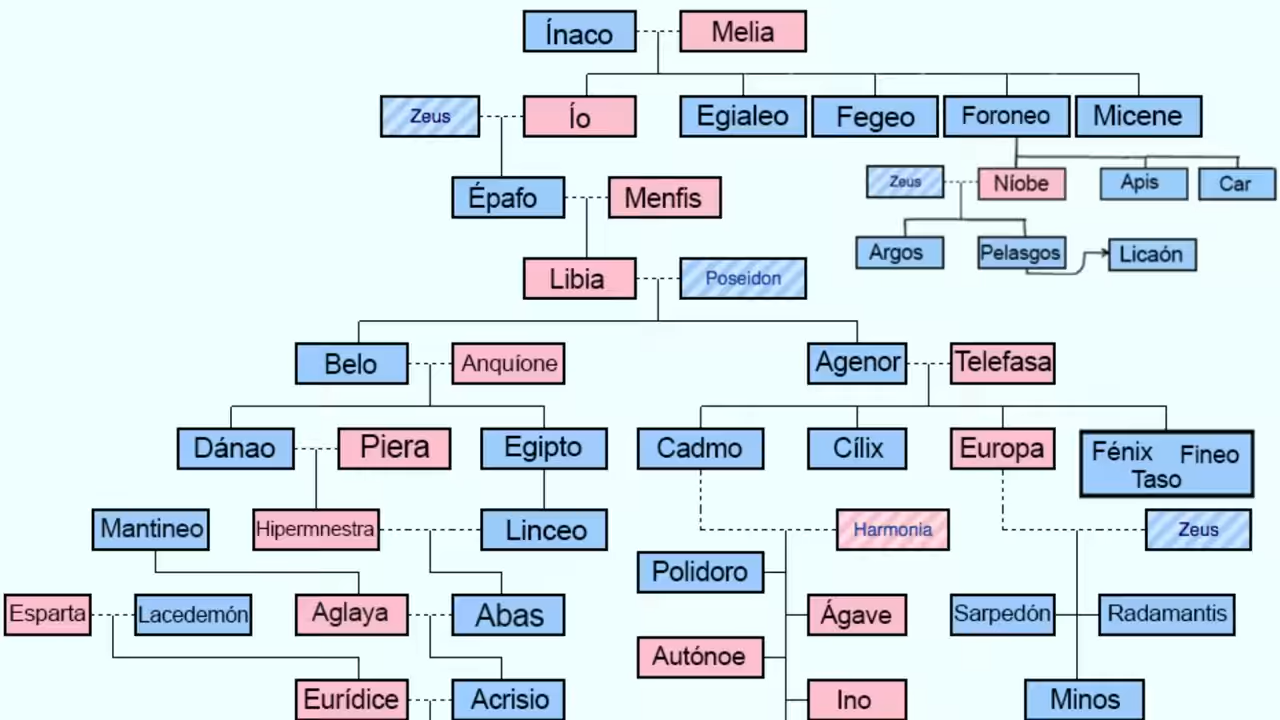 Ínaco
Melia
Zeus
Ío
Egialeo
Fegeo
Foroneo
Micene
Épafo
Menfis
Zeus
Níobe
Apis
Car
Argos
Pelasgos
Licaón
Libia
Poseidon
Belo
Anquíone
Agenor
Telefasa
Dánao
Piera
Egipto
Cadmo
Cílix
Europa
Fénix Fineo
Taso
Mantineo
Hipermnestra
Linceo
Harmonia
Zeus
Polidoro
Esparta
Lacedemón
Aglaya
Abas
Ágave
Sarpedón
Radamantis
Autónoe
Eurídice
Acrisio
Ino
Minos